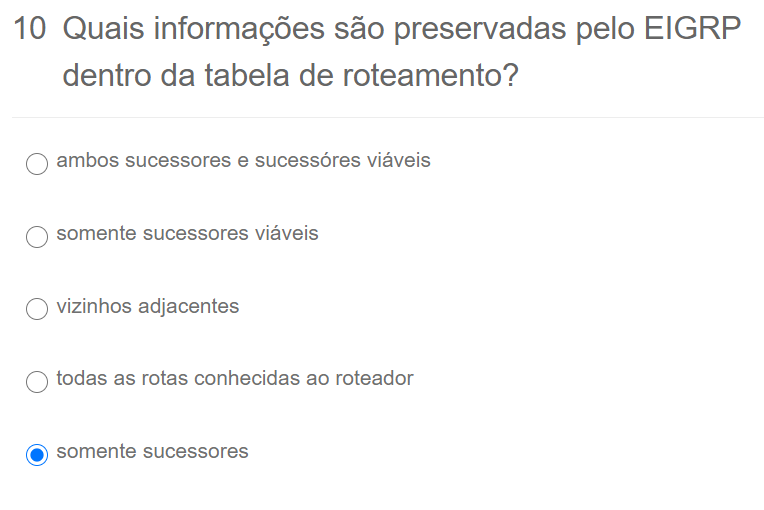 10 Quais informações são preservadas pelo EIGRP
dentro da tabela de roteamento?
ambos sucessores e sucessóres viáveis
somente sucessores viáveis
vizinhos adjacentes
todas as rotas conhecidas ao roteador
somente sucessores